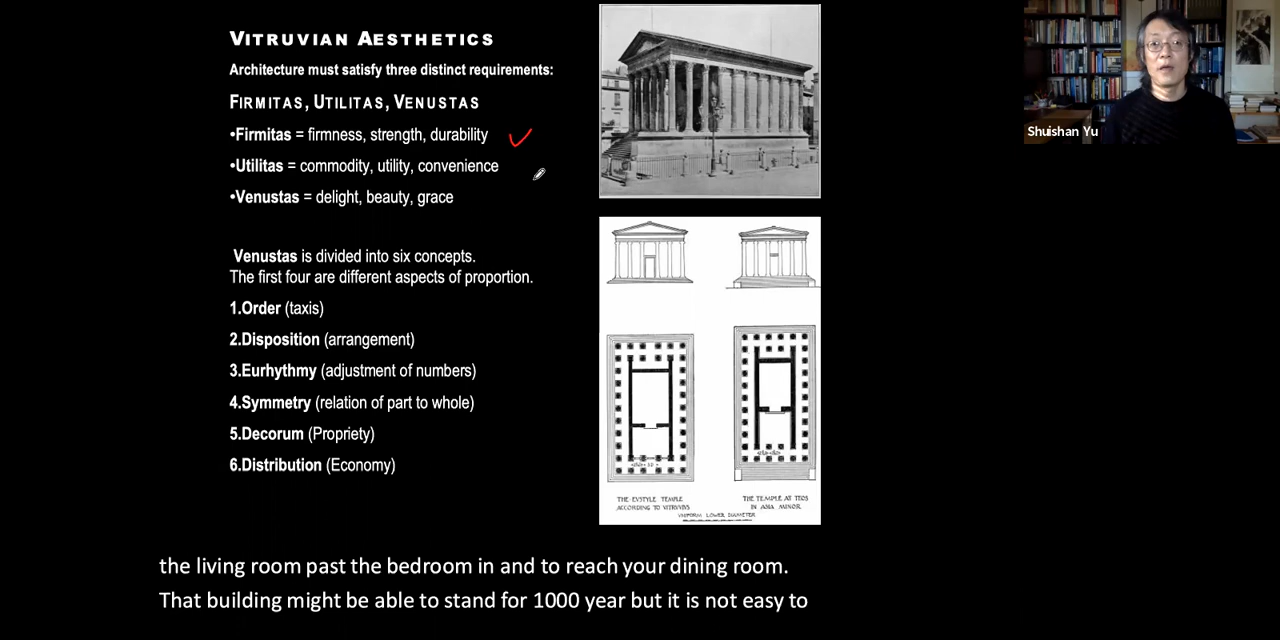 VITRUVIAN AESTHETICS
Architecture must satisfy three distinct requirements:
FIRMITAS, UTILITAS, VENUSTAS
•Firmitas = firmness, strength, durability
•Utilitas = commodity, utility, convenience
•Venustas = delight, beauty, grace
Venustas is divided into six concepts.
The first four are different aspects of proportion.
1.Order (taxis)
2.Disposition (arrangement)
3.Eurhythmy (adjustment of numbers)
4.Symmetry (relation of part to whole)
5.Decorum (Propriety)
6.Distribution (Economy)
THE EVSTYLE TEMPLE
ACCORDING TO VITRVVIVS
THE TEMPLE AT TEOS
IN ASIA MINOR
VNIFORM LOWER DIAMETER
Shuishan Yu
the living room past the bedroom in and to reach your dining room.
That building might be able to stand for 1000 year but it is not easy to